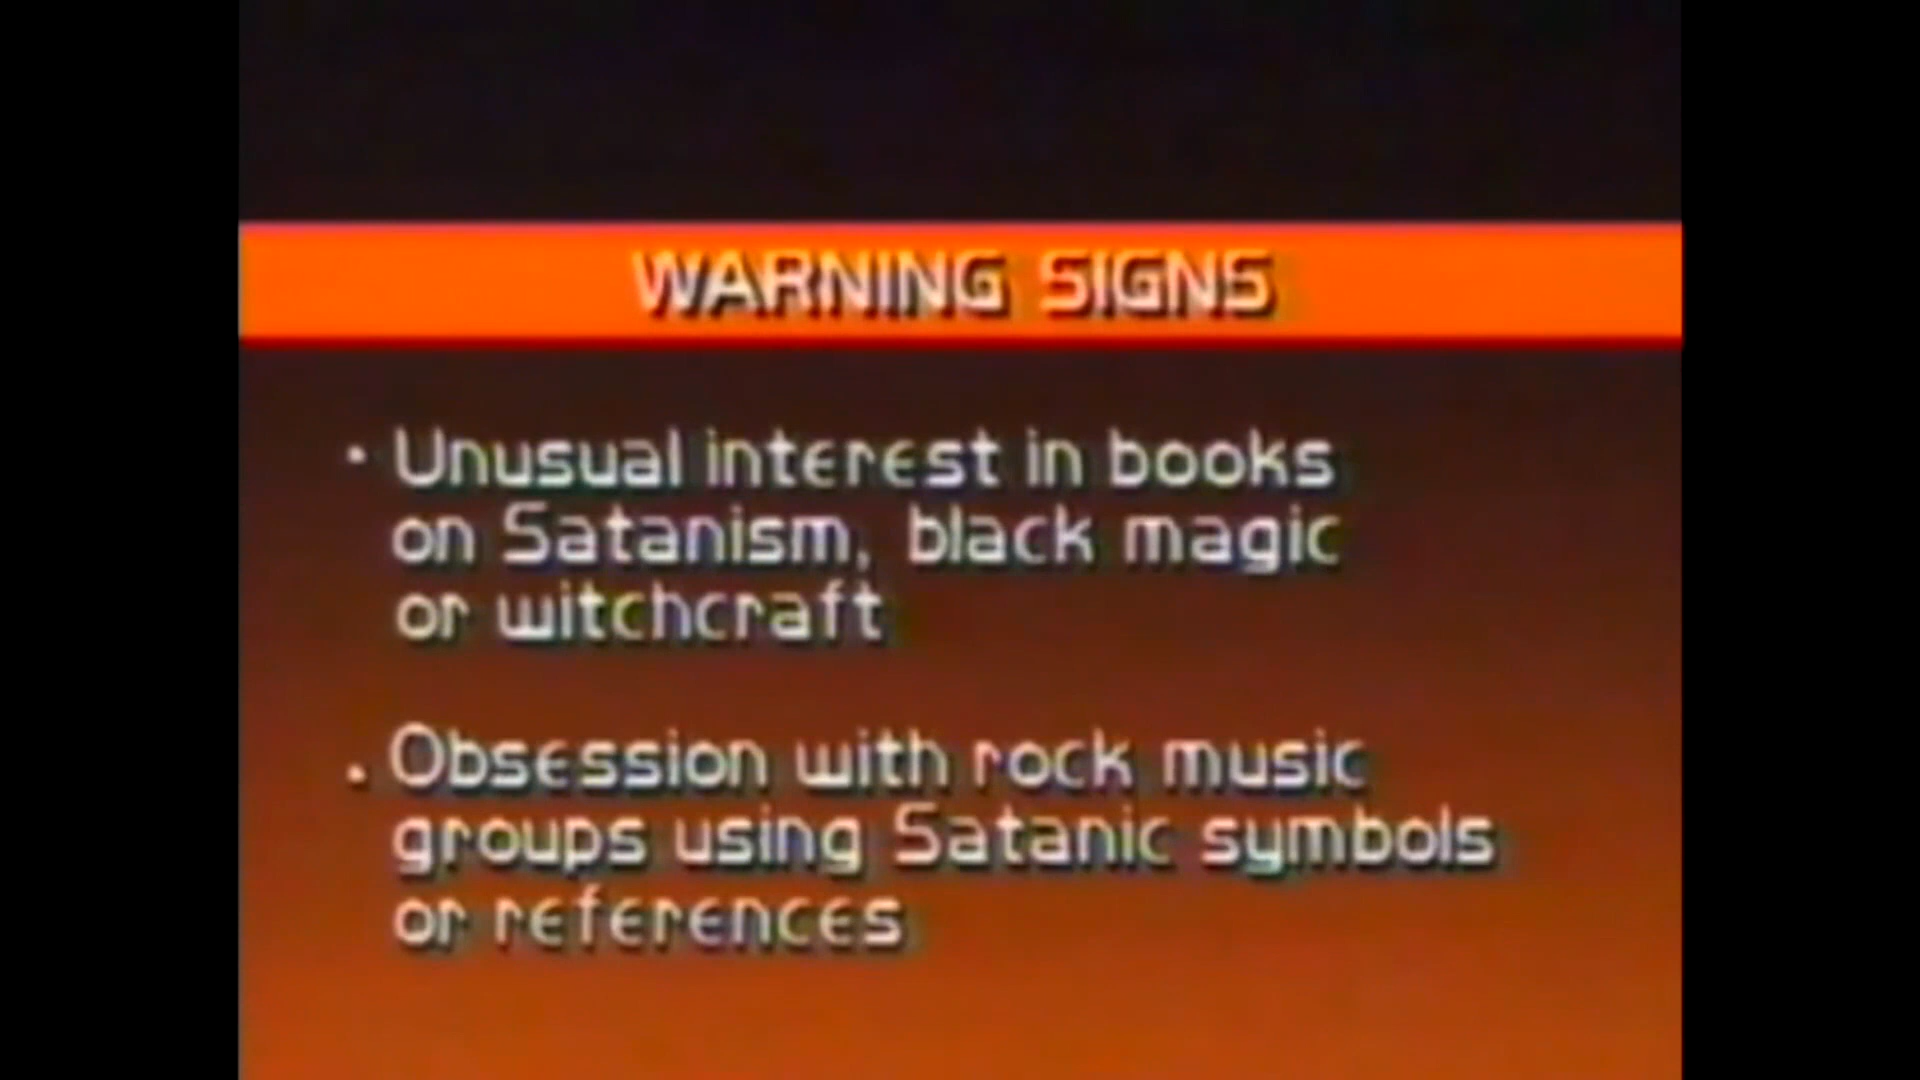 WARNING SIGNS
• Unusual interest in books
on Satanism, black magic
or witchcraft
• Obsession with rock music
groups using Satanic symbols
or references